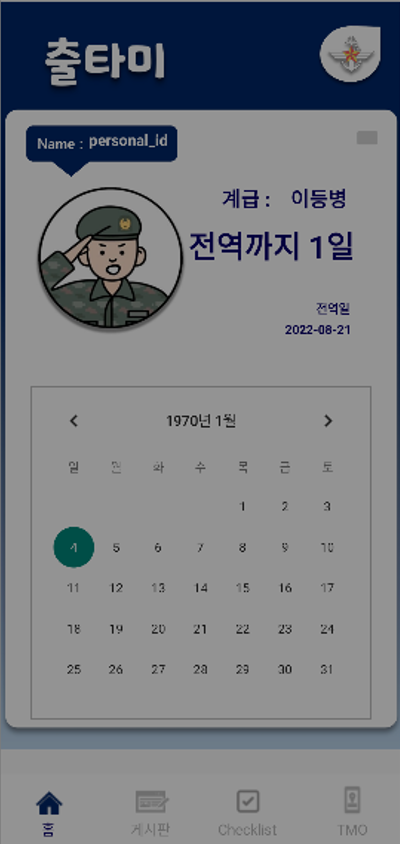 출타미
Name : personal_id
계급 : 이등병
전역까지 1일
전역일
2022-08-21
1970년 1월
일 월 화 수 목 금 토
1 2 3
4 5 6 7 8 9 10
11 12 13 14 15 16 17
18 19 20 21 22 23 24
25 26 27 28 29 30 31
홈 게시판 Checklist TMO